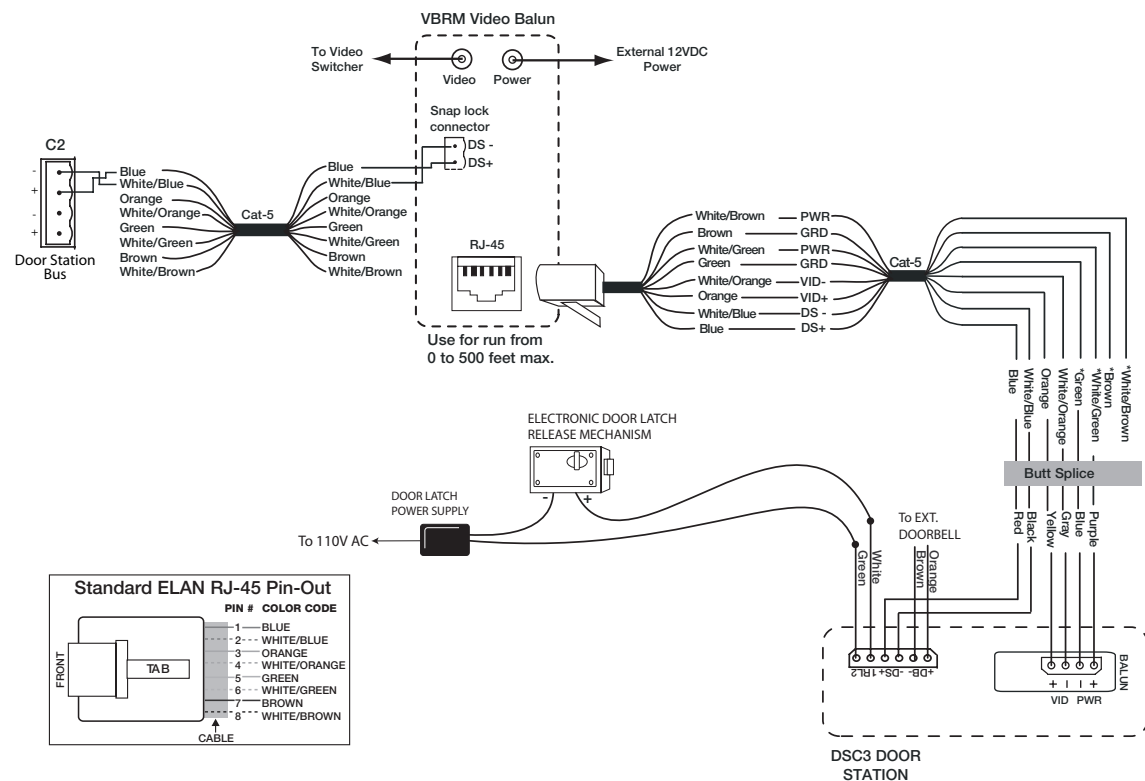 VBRM Video Balun
To Video
Switcher
External 12VDC
Power
Video
Power
Snap lock
connector
DS -
DS+
C2
-
+
-
+
Door Station
Bus
Blue
White/Blue
Orange
White/Orange
Green
White/Green
Brown
White/Brown
Cat-5
Blue
White/Blue
Orange
White/Orange
Green
White/Green
Brown
White/Brown
RJ-45
Use for run from
0 to 500 feet max.
White/Brown PWR
Brown GRD
White/Green PWR
Green GRD
White/Orange VID-
Orange VID+
White/Blue DS -
Blue DS+
Cat-5
Blue
White/Blue
Orange
White/Orange
*Green
*White/Green
*Brown
*White/Brown
Butt Splice
Red
Black
Yellow
Gray
Blue
Purple
ELECTRONIC DOOR LATCH
RELEASE MECHANISM
- +
DOOR LATCH
POWER SUPPLY
To 110V AC
Green
White
To EXT.
DOORBELL
Brown
Orange
1RL2
+DS-
+DB-
+ - - +
VID PWR
BALUN
DSC3 DOOR
STATION
Standard ELAN RJ-45 Pin-Out
PIN # COLOR CODE
1 BLUE
2 WHITE/BLUE
3 ORANGE
4 WHITE/ORANGE
5 GREEN
6 WHITE/GREEN
7 BROWN
8 WHITE/BROWN
FRONT
TAB
CABLE